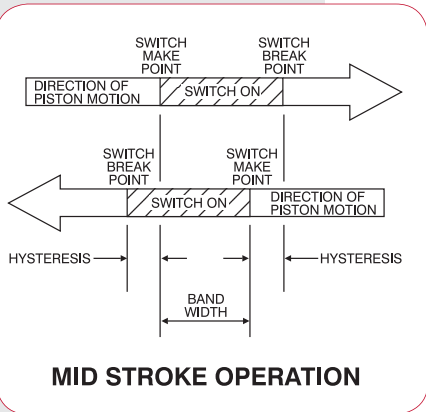 SWITCH
MAKE
POINT
SWITCH
BREAK
POINT
DIRECTION OF
PISTON MOTION
SWITCH ON
SWITCH
BREAK
POINT
SWITCH
MAKE
POINT
SWITCH ON
DIRECTION OF
PISTON MOTION
HYSTERESIS
HYSTERESIS
BAND
WIDTH
MID STROKE OPERATION